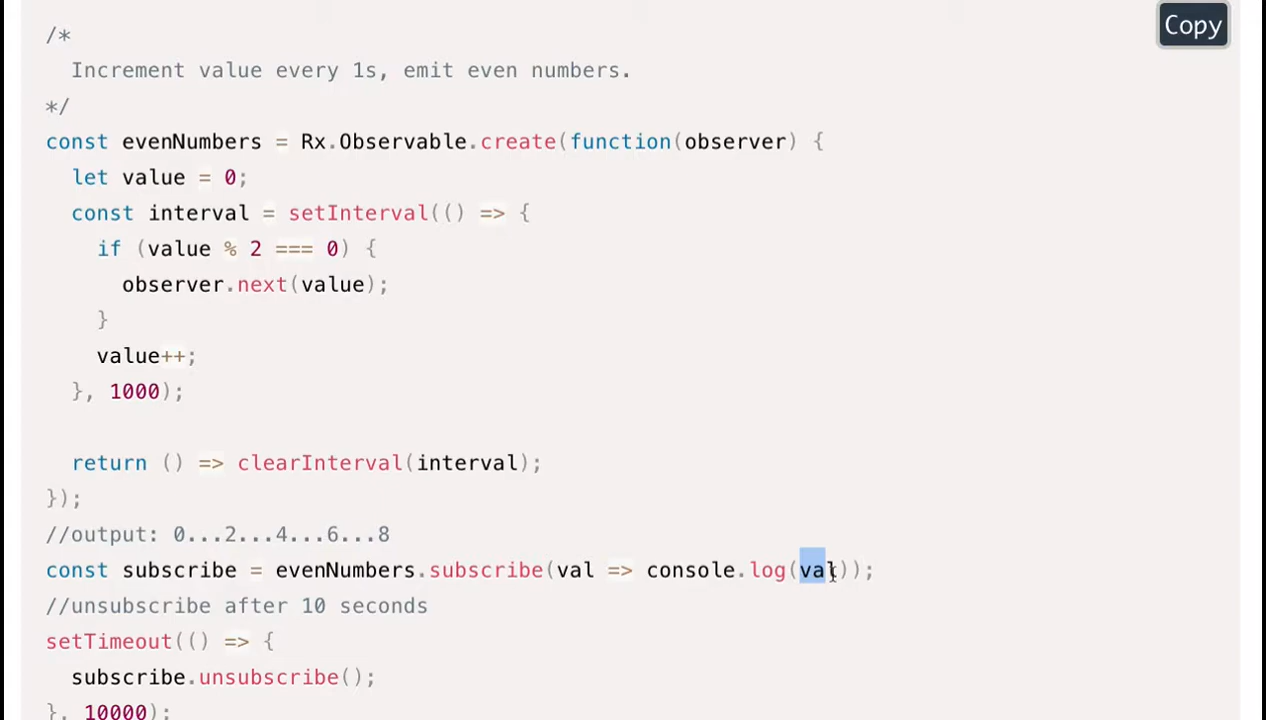 Copy
/*
  Increment value every 1s, emit even numbers.
*/
const evenNumbers = Rx.Observable.create(function(observer) {
  let value = 0;
  const interval = setInterval(() => {
    if (value % 2 === 0) {
      observer.next(value);
    }
    value++;
  }, 1000);

  return () => clearInterval(interval);
});
//output: 0...2...4...6...8
const subscribe = evenNumbers.subscribe(val => console.log(val));
//unsubscribe after 10 seconds
setTimeout(() => {
  subscribe.unsubscribe();
}, 10000);